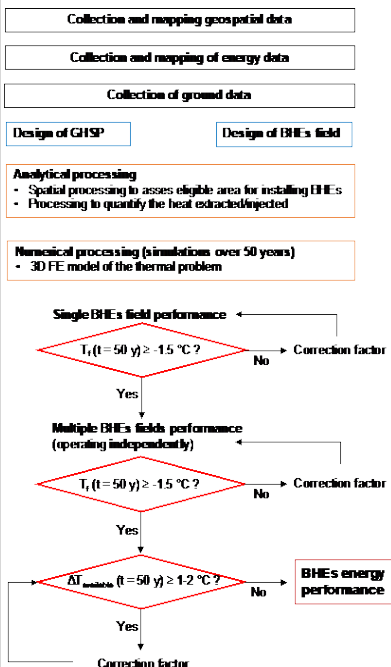 Collection and mapping geospatial data
Collection and mapping of energy data
Collection of ground data
Design of GHSP
Design of BHEs field
Analytical processing
• Spatial processing to asses eligible area for installing BHEs
• Processing to quantify the heat extracted/injected
Numerical processing (simulations over 50 years)
• 3D FE model of the thermal problem
Single BHEs field performance
Tf (t = 50 y) ≥ -1.5 °C ?
No
Correction factor
Yes
Multiple BHEs fields performance
(operating independently)
Tf (t = 50 y) ≥ -1.5 °C ?
No
Correction factor
Yes
ΔTavailable (t = 50 y) ≥ 1-2 °C ?
No
BHEs energy
performance
Yes
Correction factor